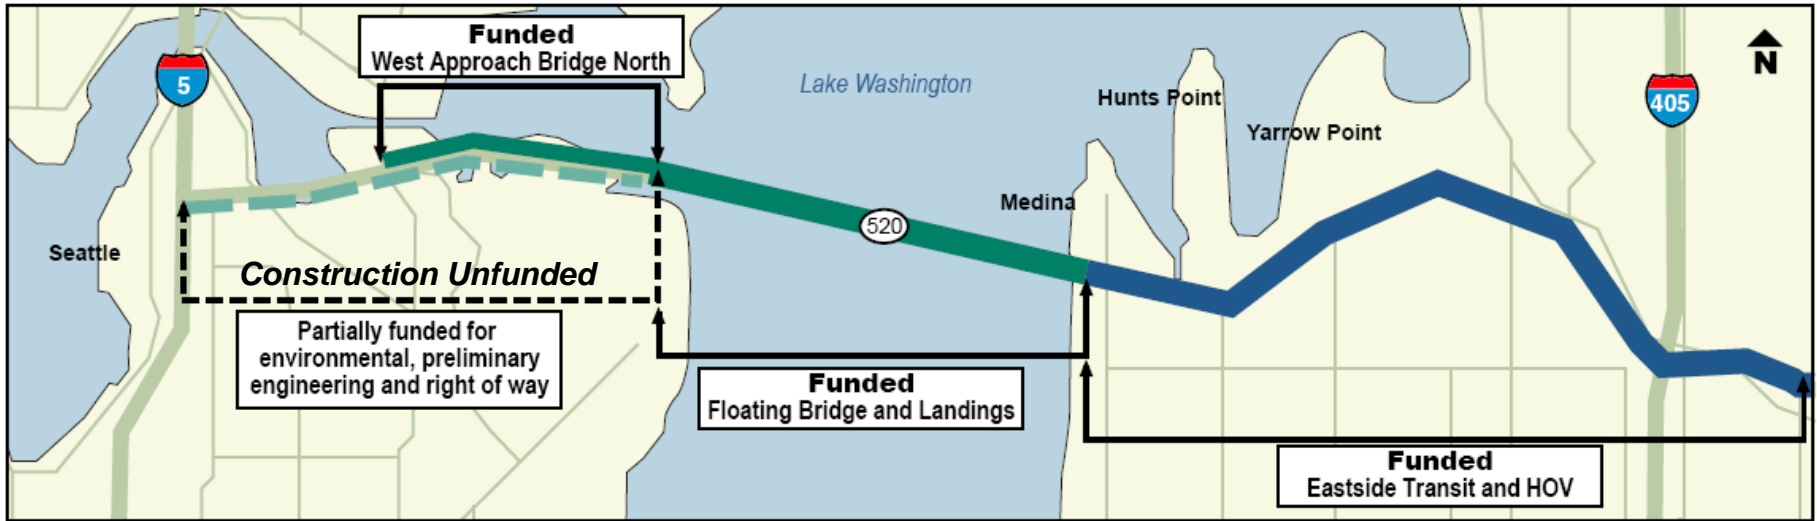 Funded
West Approach Bridge North
5
Lake Washington
N
Hunts Point
405
Yarrow Point
Medina
520
Seattle
Construction Unfunded
Partially funded for
environmental, preliminary
engineering and right of way
Funded
Floating Bridge and Landings
Funded
Eastside Transit and HOV